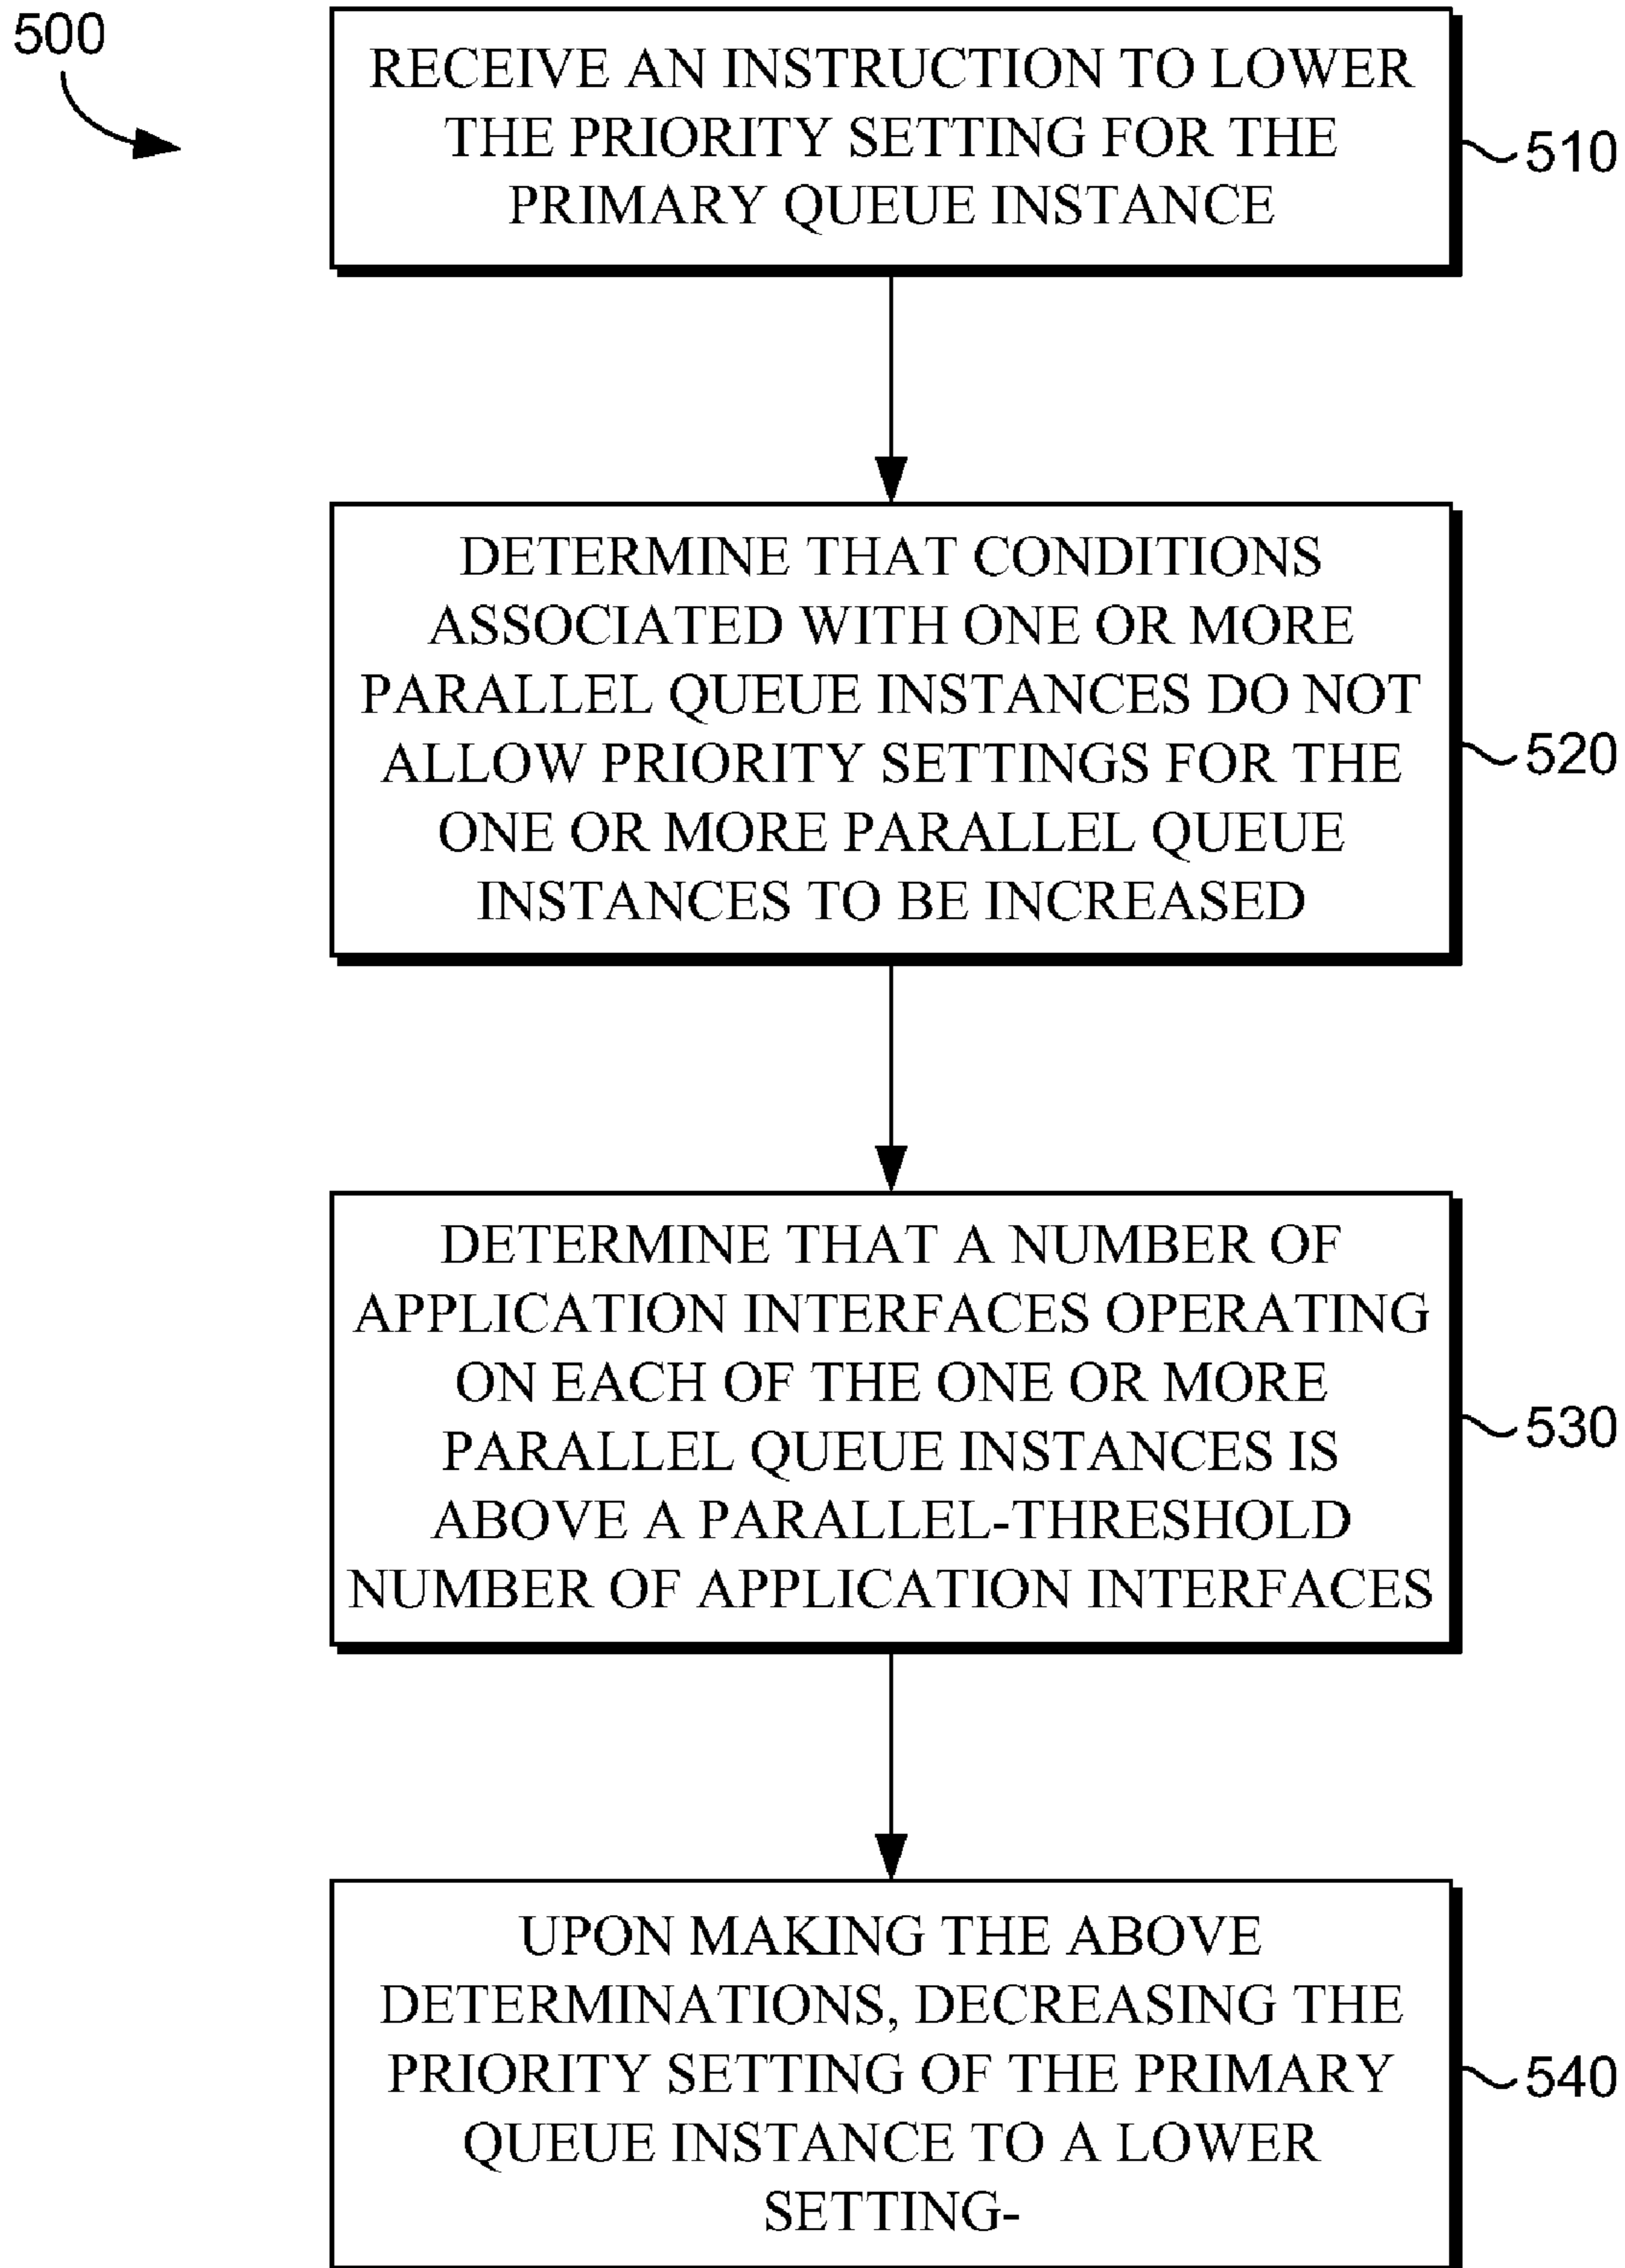 500
RECEIVE AN INSTRUCTION TO LOWER
THE PRIORITY SETTING FOR THE
PRIMARY QUEUE INSTANCE
510
DETERMINE THAT CONDITIONS
ASSOCIATED WITH ONE OR MORE
PARALLEL QUEUE INSTANCES DO NOT
ALLOW PRIORITY SETTINGS FOR THE
ONE OR MORE PARALLEL QUEUE
INSTANCES TO BE INCREASED
520
DETERMINE THAT A NUMBER OF
APPLICATION INTERFACES OPERATING
ON EACH OF THE ONE OR MORE
PARALLEL QUEUE INSTANCES IS
ABOVE A PARALLEL-THRESHOLD
NUMBER OF APPLICATION INTERFACES
530
UPON MAKING THE ABOVE
DETERMINATIONS, DECREASING THE
PRIORITY SETTING OF THE PRIMARY
QUEUE INSTANCE TO A LOWER
SETTING-
540